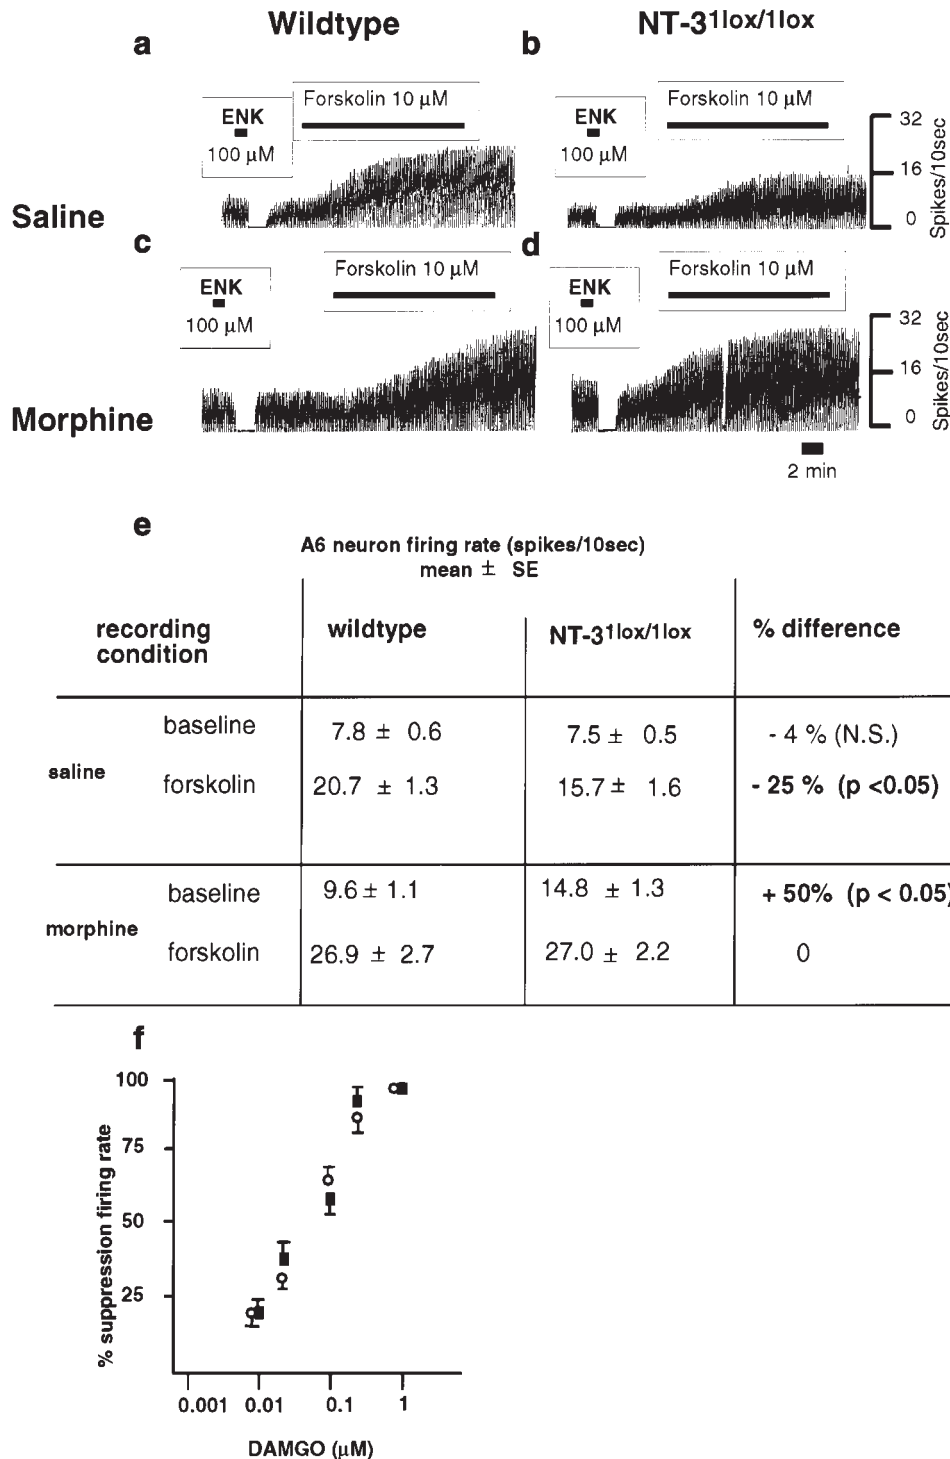 Wildtype
NT-3 1lox/1lox
a
b
ENK
100 μM
Forskolin 10 μM
ENK
100 μM
Forskolin 10 μM
32
16
0
Spikes/10sec
Saline
c
d
ENK
100 μM
Forskolin 10 μM
ENK
100 μM
Forskolin 10 μM
32
16
0
Spikes/10sec
Morphine
2 min
e
A6 neuron firing rate (spikes/10sec)
mean ± SE
recording condition
wildtype
NT-3 1lox/1lox
% difference
saline
baseline
7.8 ± 0.6
7.5 ± 0.5
- 4 % (N.S.)
forskolin
20.7 ± 1.3
15.7 ± 1.6
- 25 % (p <0.05)
morphine
baseline
9.6 ± 1.1
14.8 ± 1.3
+ 50% (p < 0.05)
forskolin
26.9 ± 2.7
27.0 ± 2.2
0
f
% suppression firing rate
100
75
50
25
0.001
0.01
0.1
1
DAMGO (μM)